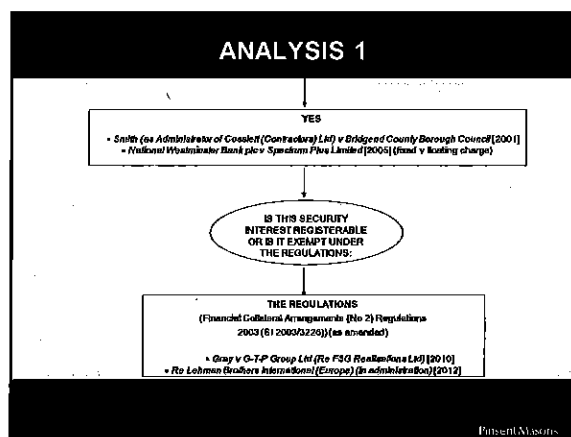 ANALYSIS 1
YES
• Smith (as Administrator of Cosslett (Contractors) Ltd) v Bridgend County Borough Council [2001]
• National Westminster Bank plc v Spectrum Plus Limited [2005] (fixed v floating charge)
IS THIS SECURITY
INTEREST REGISTERABLE
OR IS IT EXEMPT UNDER
THE REGULATIONS:
THE REGULATIONS
(Financial Collateral Arrangements (No 2) Regulations
2003 (SI 2003/3226)) (as amended)
• Gray v G-T-P Group Ltd (Re F2G Realisations Ltd) [2010]
• Re Lehman Brothers International (Europe) (in administration) [2012]
Pinsent Masons